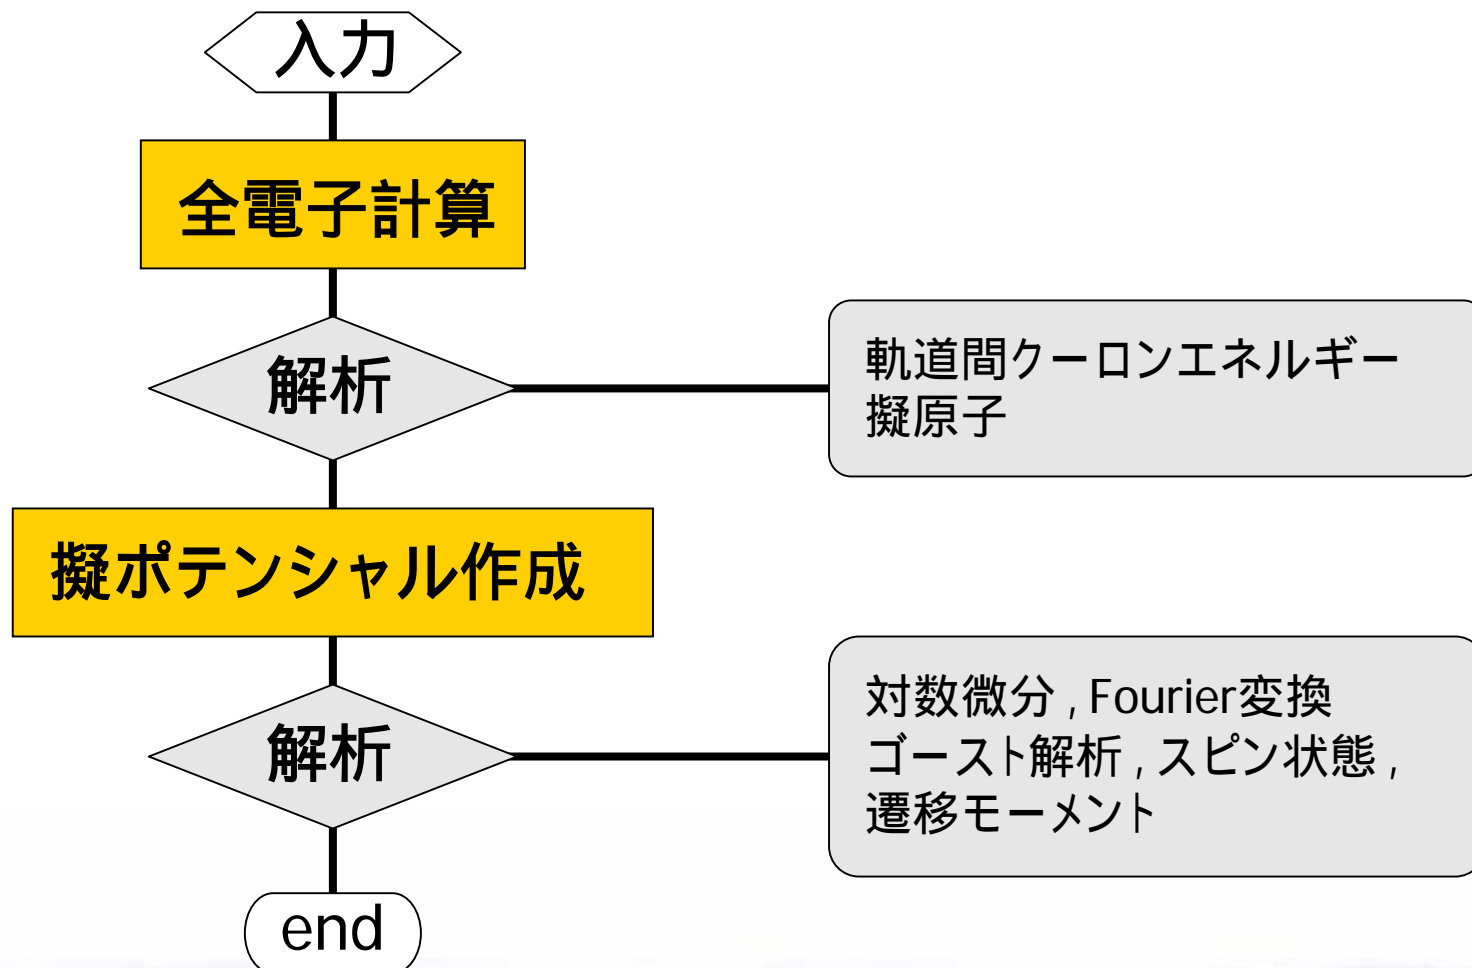 入力
全電子計算
解析
軌道間クーロンエネルギー
擬原子
擬ポテンシャル作成
解析
対数微分，Fourier変換
ゴースト解析，スピン状態，
遷移モーメント
end